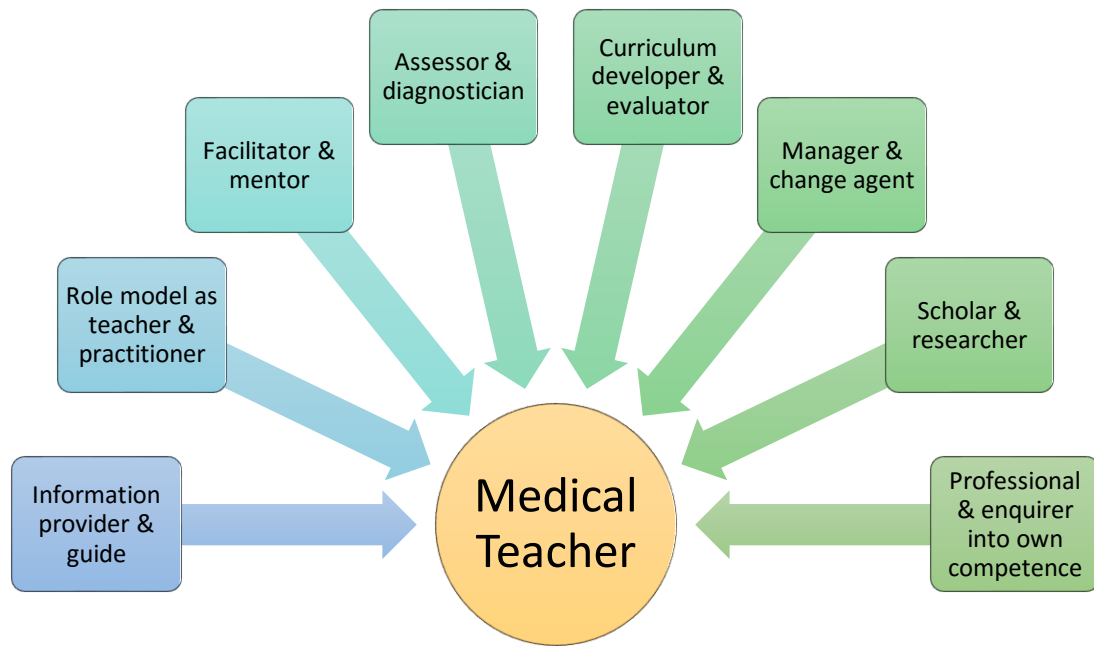 Information
provider &
guide
Role model as
teacher &
practitioner
Facilitator &
mentor
Assessor &
diagnostician
Curriculum
developer &
evaluator
Manager &
change agent
Scholar &
researcher
Professional
& enquirer
into own
competence
Medical
Teacher